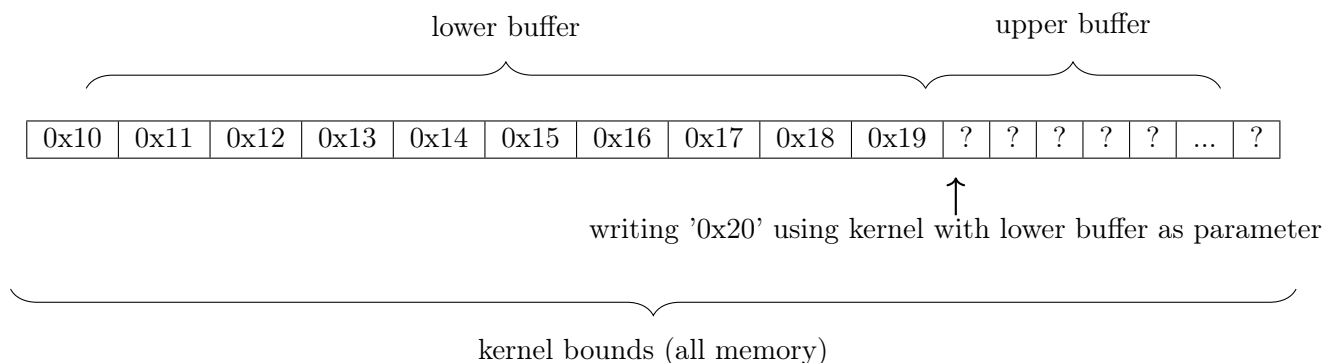 lower buffer
upper buffer
0x10 0x11 0x12 0x13 0x14 0x15 0x16 0x17 0x18 0x19 ? ? ? ? ? ... ?
writing '0x20' using kernel with lower buffer as parameter
kernel bounds (all memory)